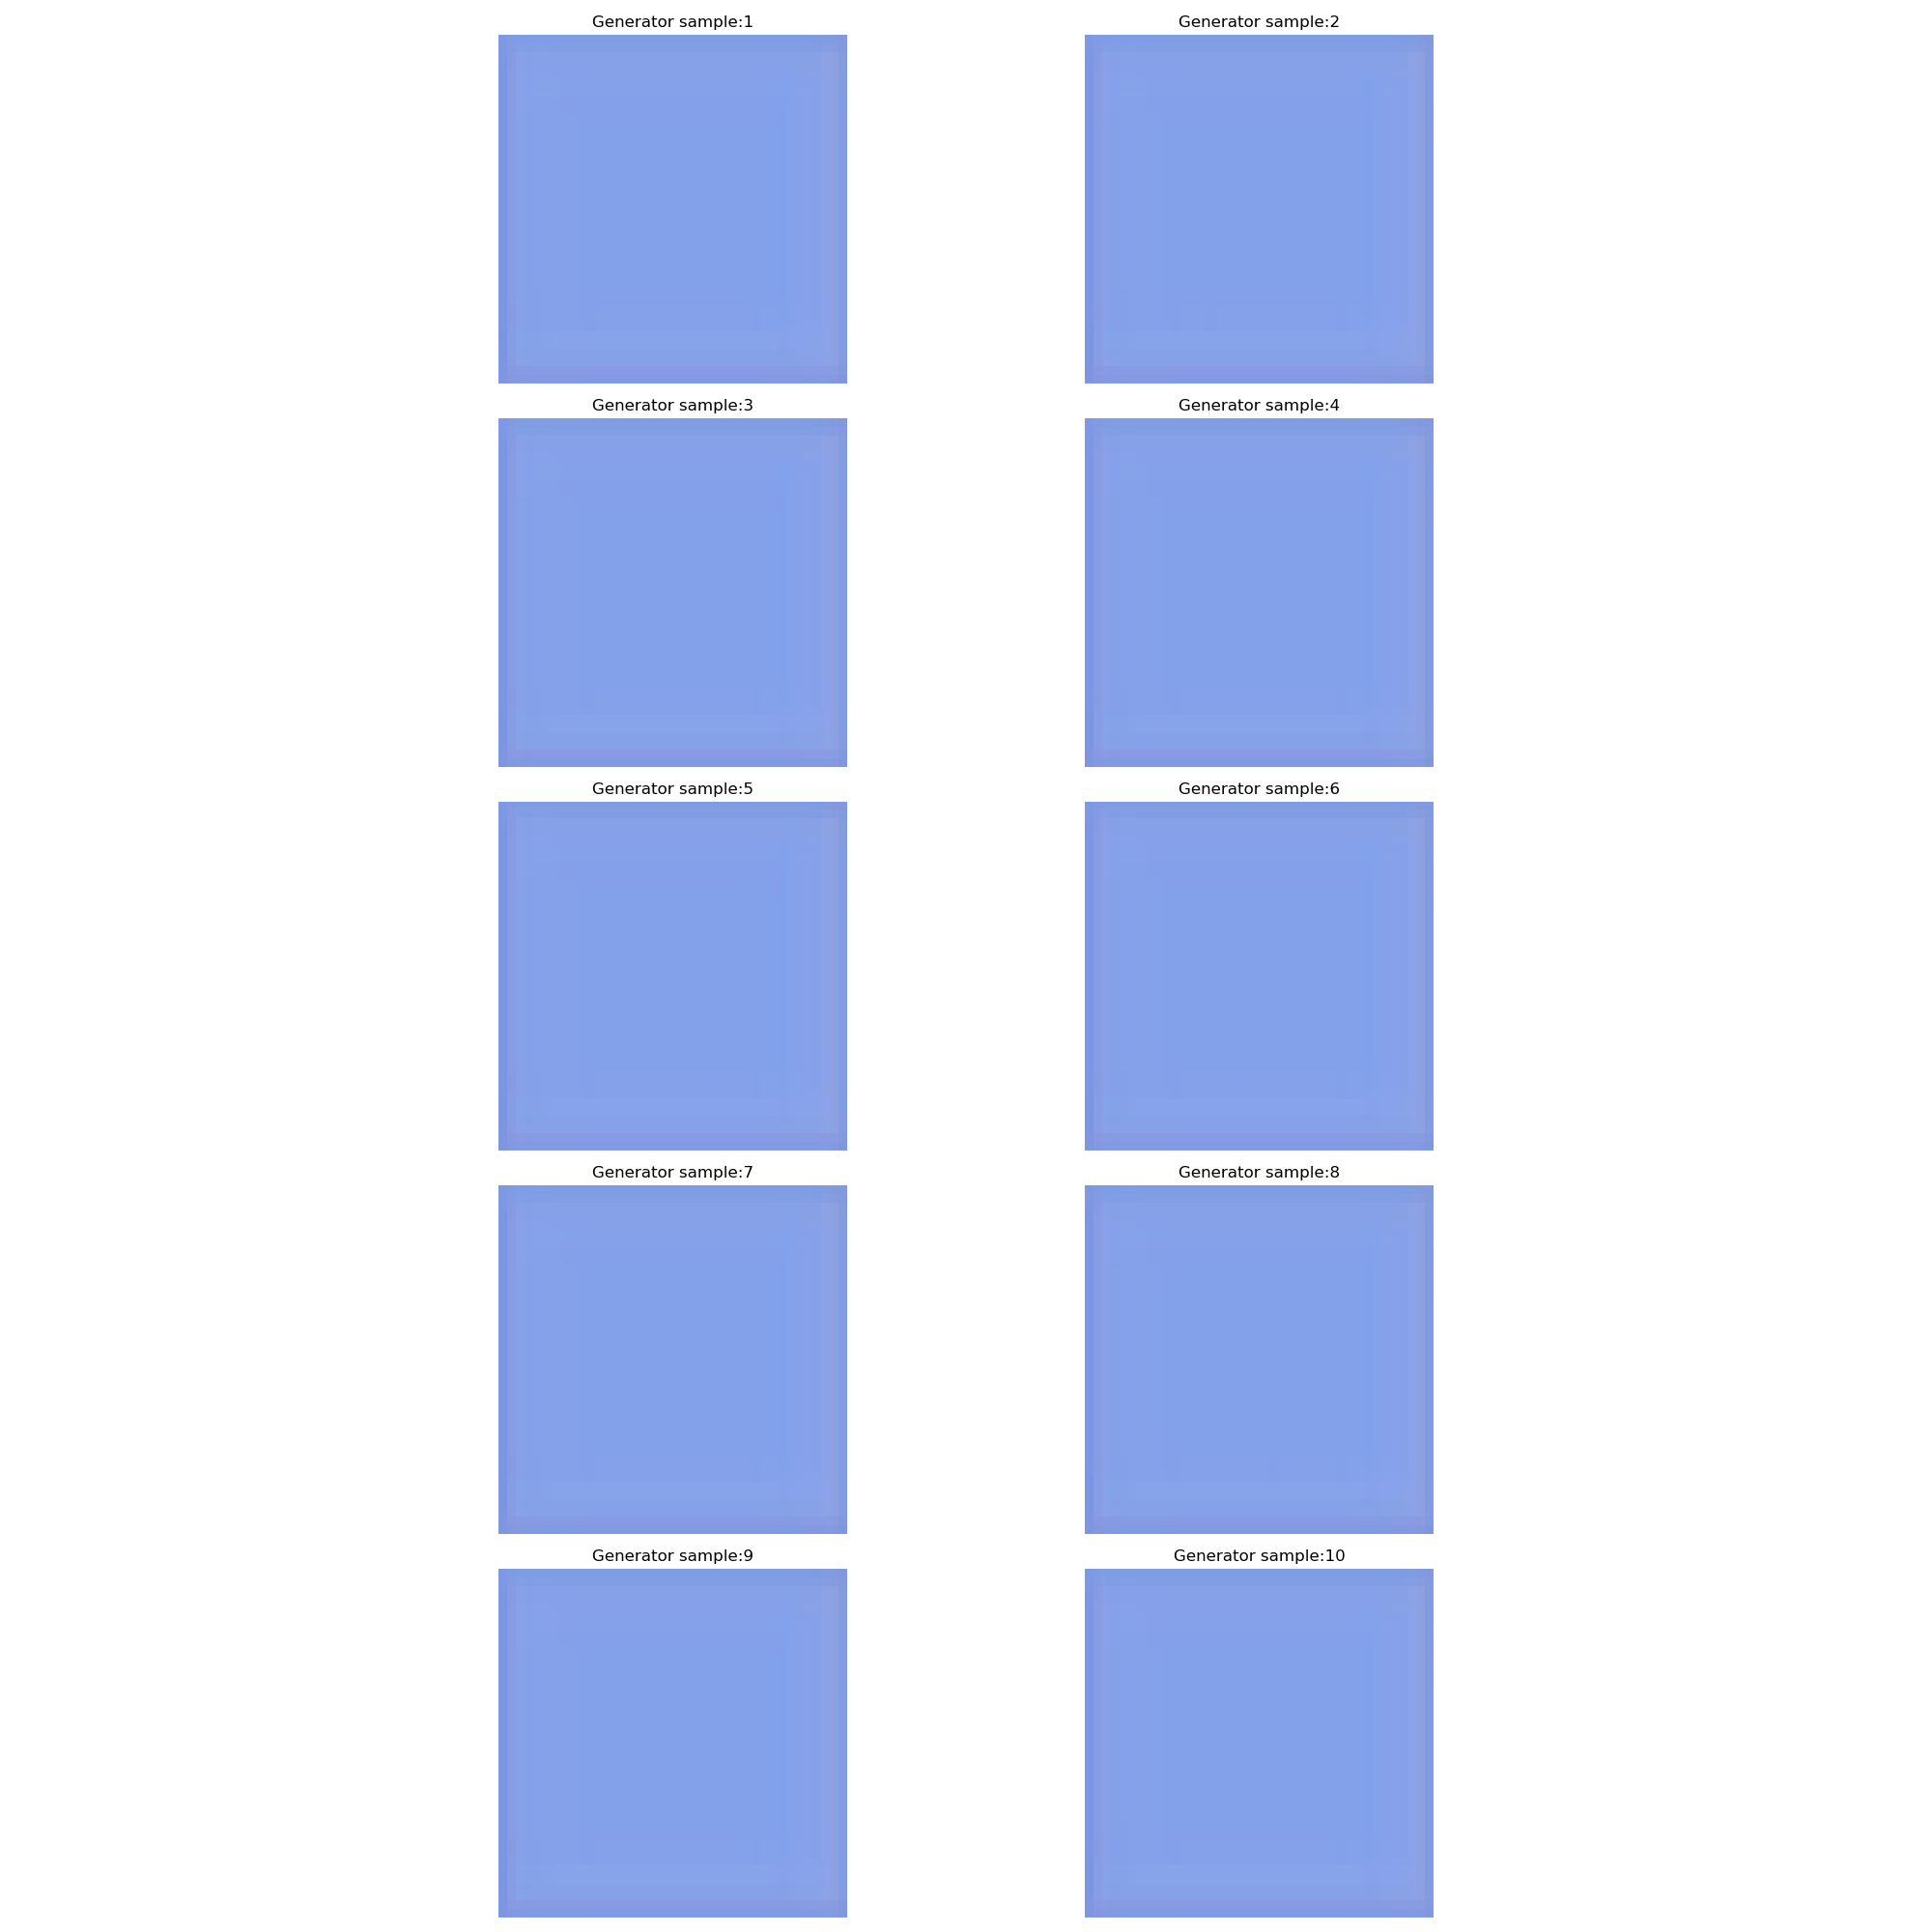 Generator sample:1
Generator sample:2
Generator sample:3
Generator sample:4
Generator sample:5
Generator sample:6
Generator sample:7
Generator sample:8
Generator sample:9
Generator sample:10